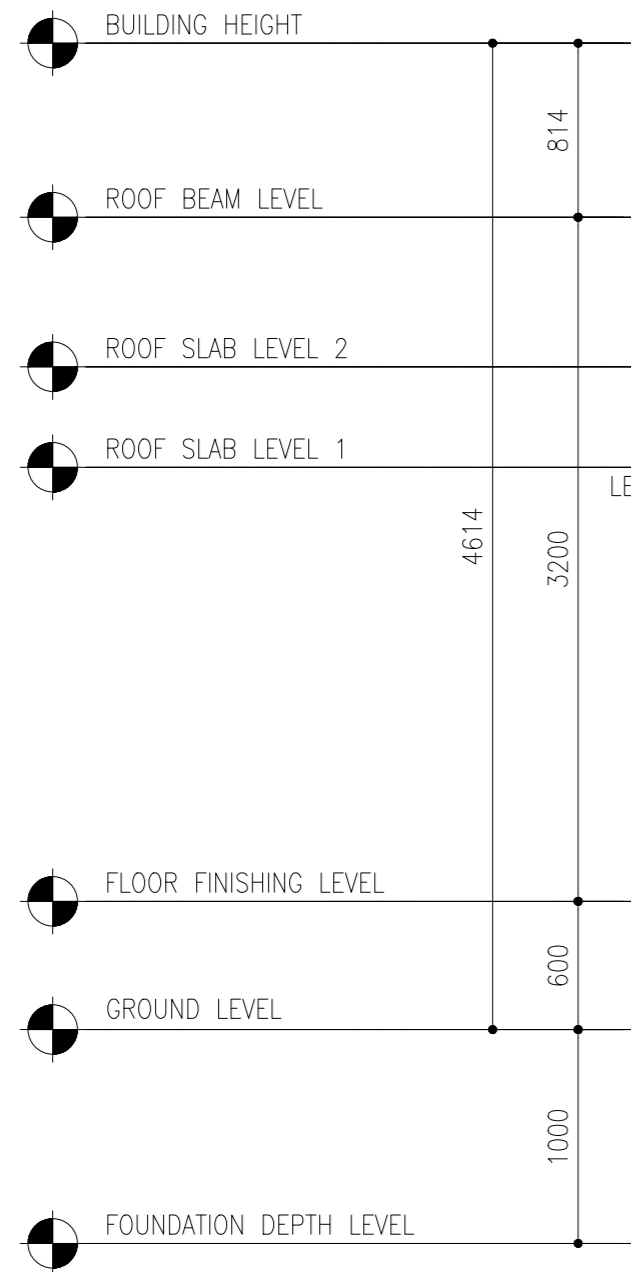 BUILDING HEIGHT
814
ROOF BEAM LEVEL
ROOF SLAB LEVEL 2
ROOF SLAB LEVEL 1
LE
4614
3200
FLOOR FINISHING LEVEL
600
GROUND LEVEL
1000
FOUNDATION DEPTH LEVEL